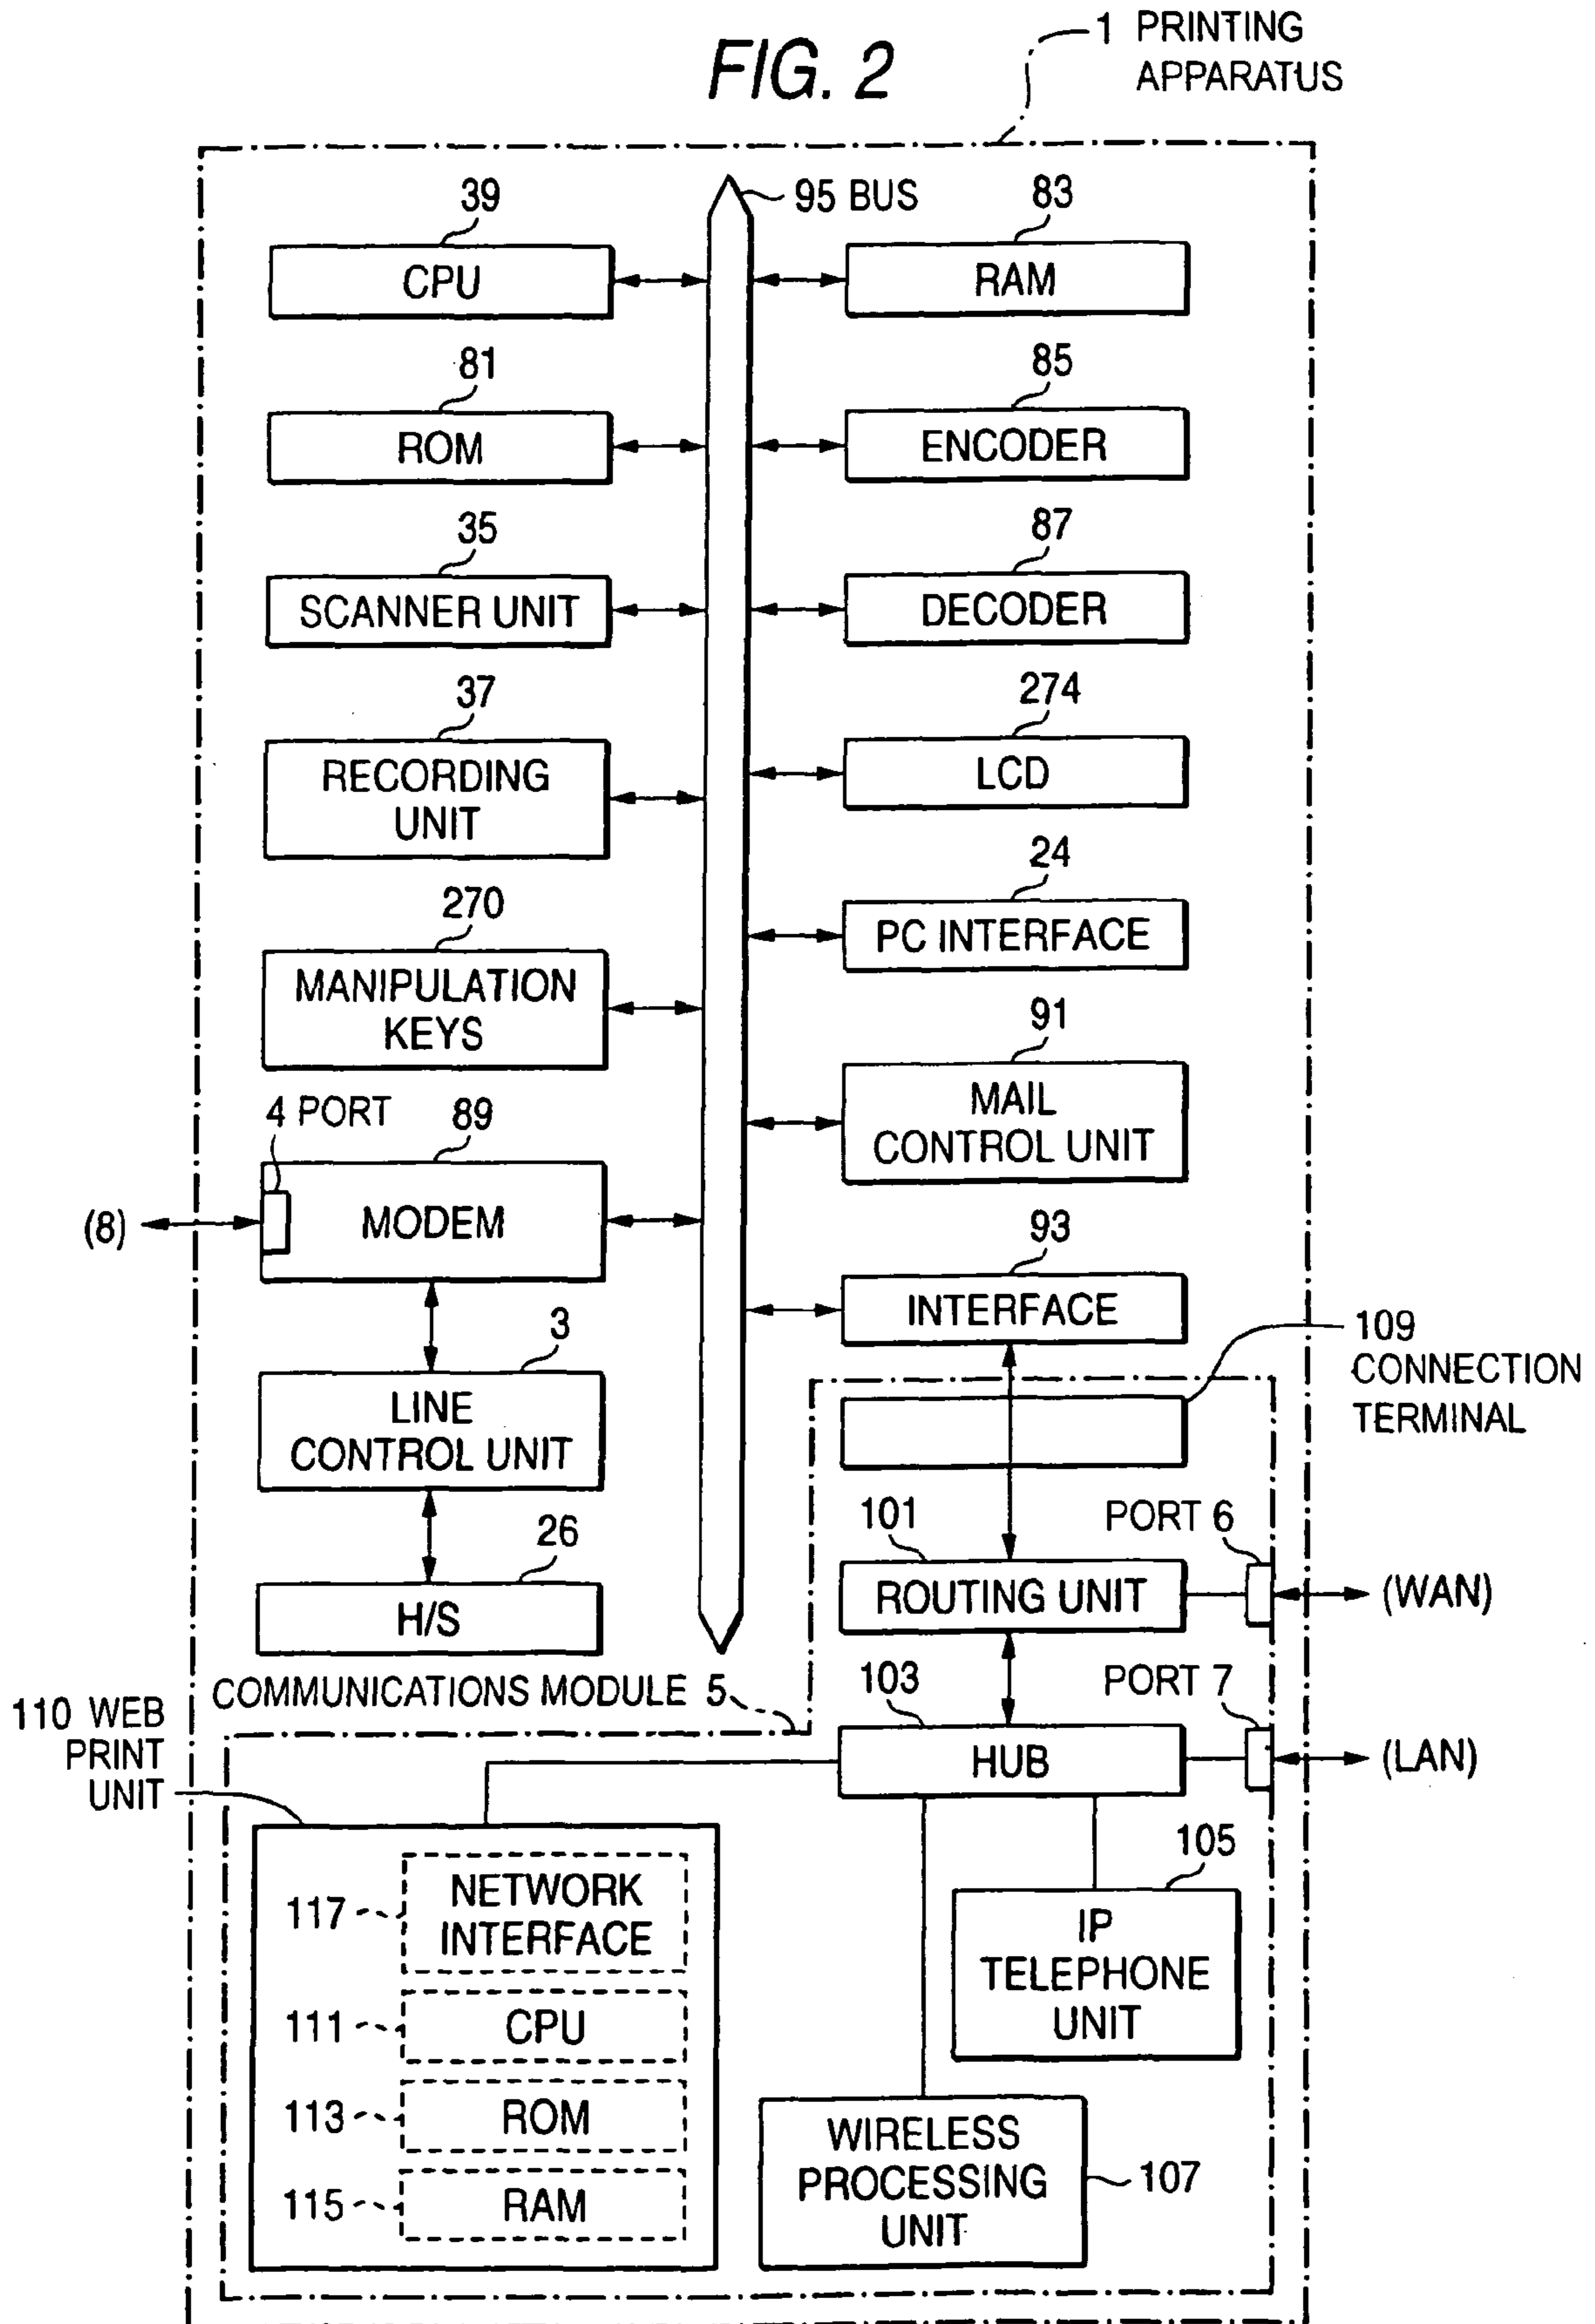 FIG. 2
1 PRINTING
APPARATUS
95 BUS
39
CPU
83
RAM
81
ROM
85
ENCODER
35
SCANNER UNIT
87
DECODER
37
RECORDING
UNIT
274
LCD
270
MANIPULATION
KEYS
24
PC INTERFACE
91
MAIL
CONTROL UNIT
4 PORT
89
(8)
MODEM
93
INTERFACE
3
LINE
CONTROL UNIT
109
CONNECTION
TERMINAL
26
H/S
101
ROUTING UNIT
PORT 6
(WAN)
COMMUNICATIONS MODULE 5
103
HUB
PORT 7
(LAN)
110 WEB
PRINT
UNIT
117
NETWORK
INTERFACE
111
CPU
113
ROM
115
RAM
105
IP
TELEPHONE
UNIT
WIRELESS
PROCESSING
UNIT
107